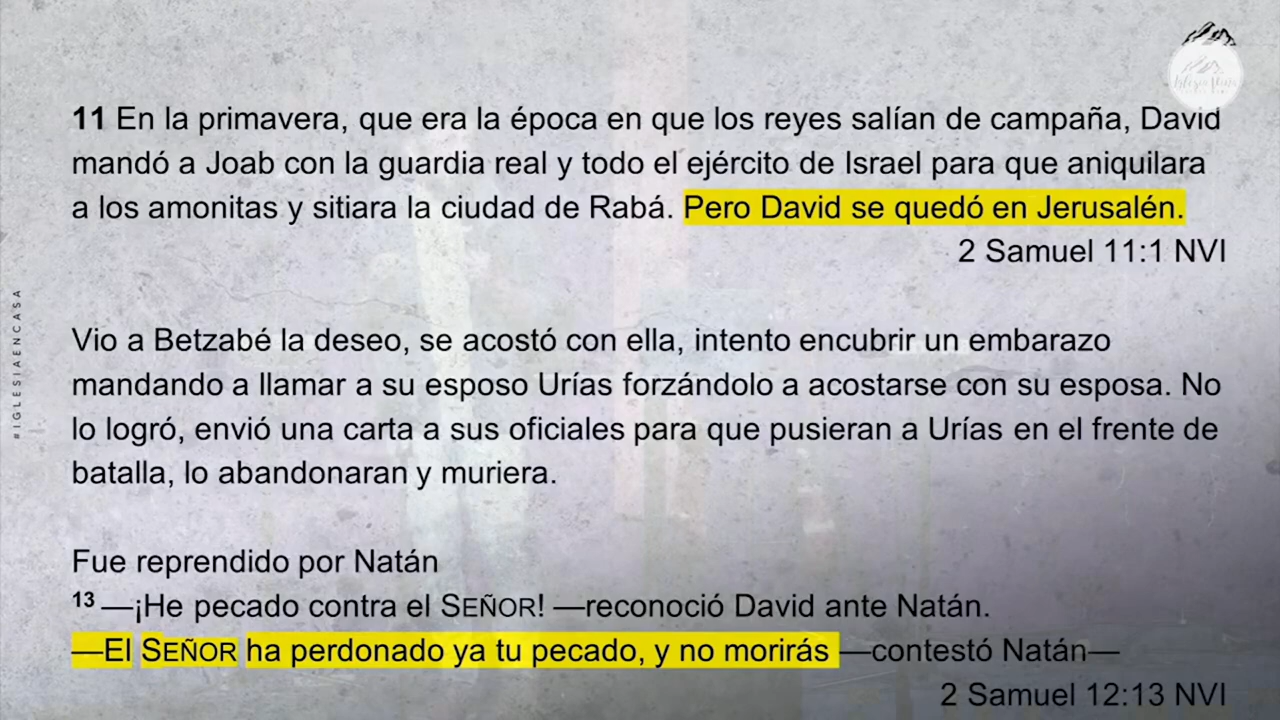 11 En la primavera, que era la época en que los reyes salían de campaña, David
mandó a Joab con la guardia real y todo el ejército de Israel para que aniquilara
a los amonitas y sitiara la ciudad de Rabá. Pero David se quedó en Jerusalén.
2 Samuel 11:1 NVI
Vio a Betzabé la deseo, se acostó con ella, intento encubrir un embarazo
mandando a llamar a su esposo Urías forzándolo a acostarse con su esposa. No
lo logró, envió una carta a sus oficiales para que pusieran a Urías en el frente de
batalla, lo abandonaran y muriera.
Fue reprendido por Natán
13 —¡He pecado contra el SEÑOR! —reconoció David ante Natán.
—El SEÑOR ha perdonado ya tu pecado, y no morirás —contestó Natán—
2 Samuel 12:13 NVI
#IGLESIAENCASA